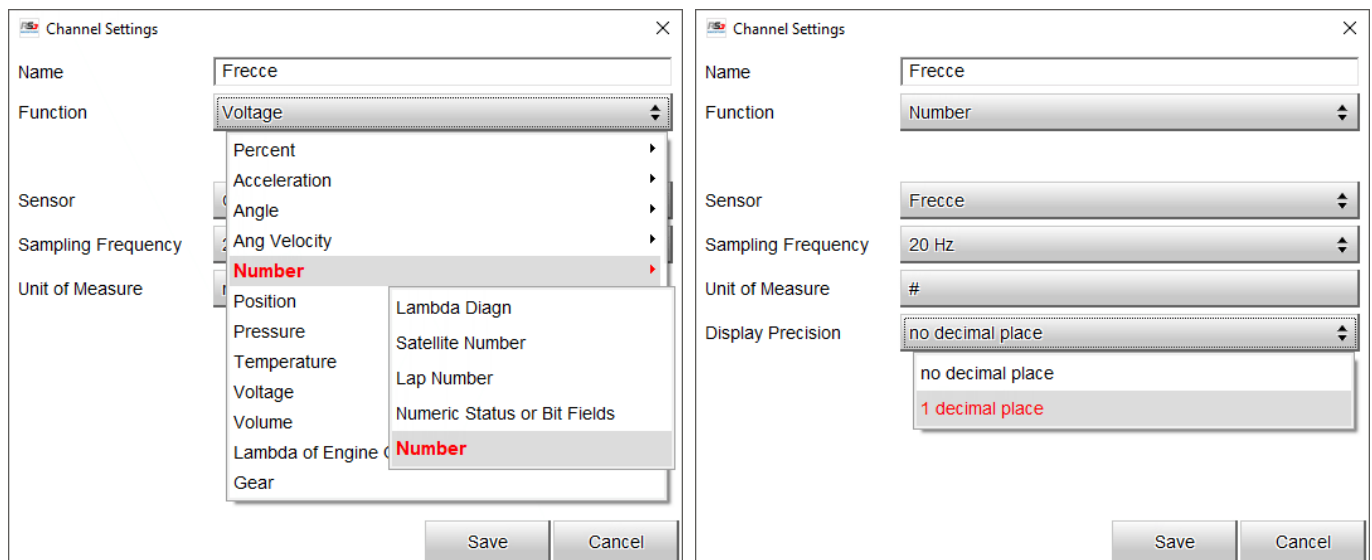 Channel Settings
Name
Frecce
Function
Voltage
Percent
Acceleration
Angle
Sensor
Sampling Frequency
Ang Velocity
Number
Unit of Measure
Position
Pressure
Temperature
Voltage
Volume
Lambda of Engine
Gear
Lambda Diagn
Satellite Number
Lap Number
Numeric Status or Bit Fields
Number
Save
Cancel
Channel Settings
Name
Frecce
Function
Number
Sensor
Frecce
Sampling Frequency
20 Hz
Unit of Measure
#
Display Precision
no decimal place
no decimal place
1 decimal place
Save
Cancel